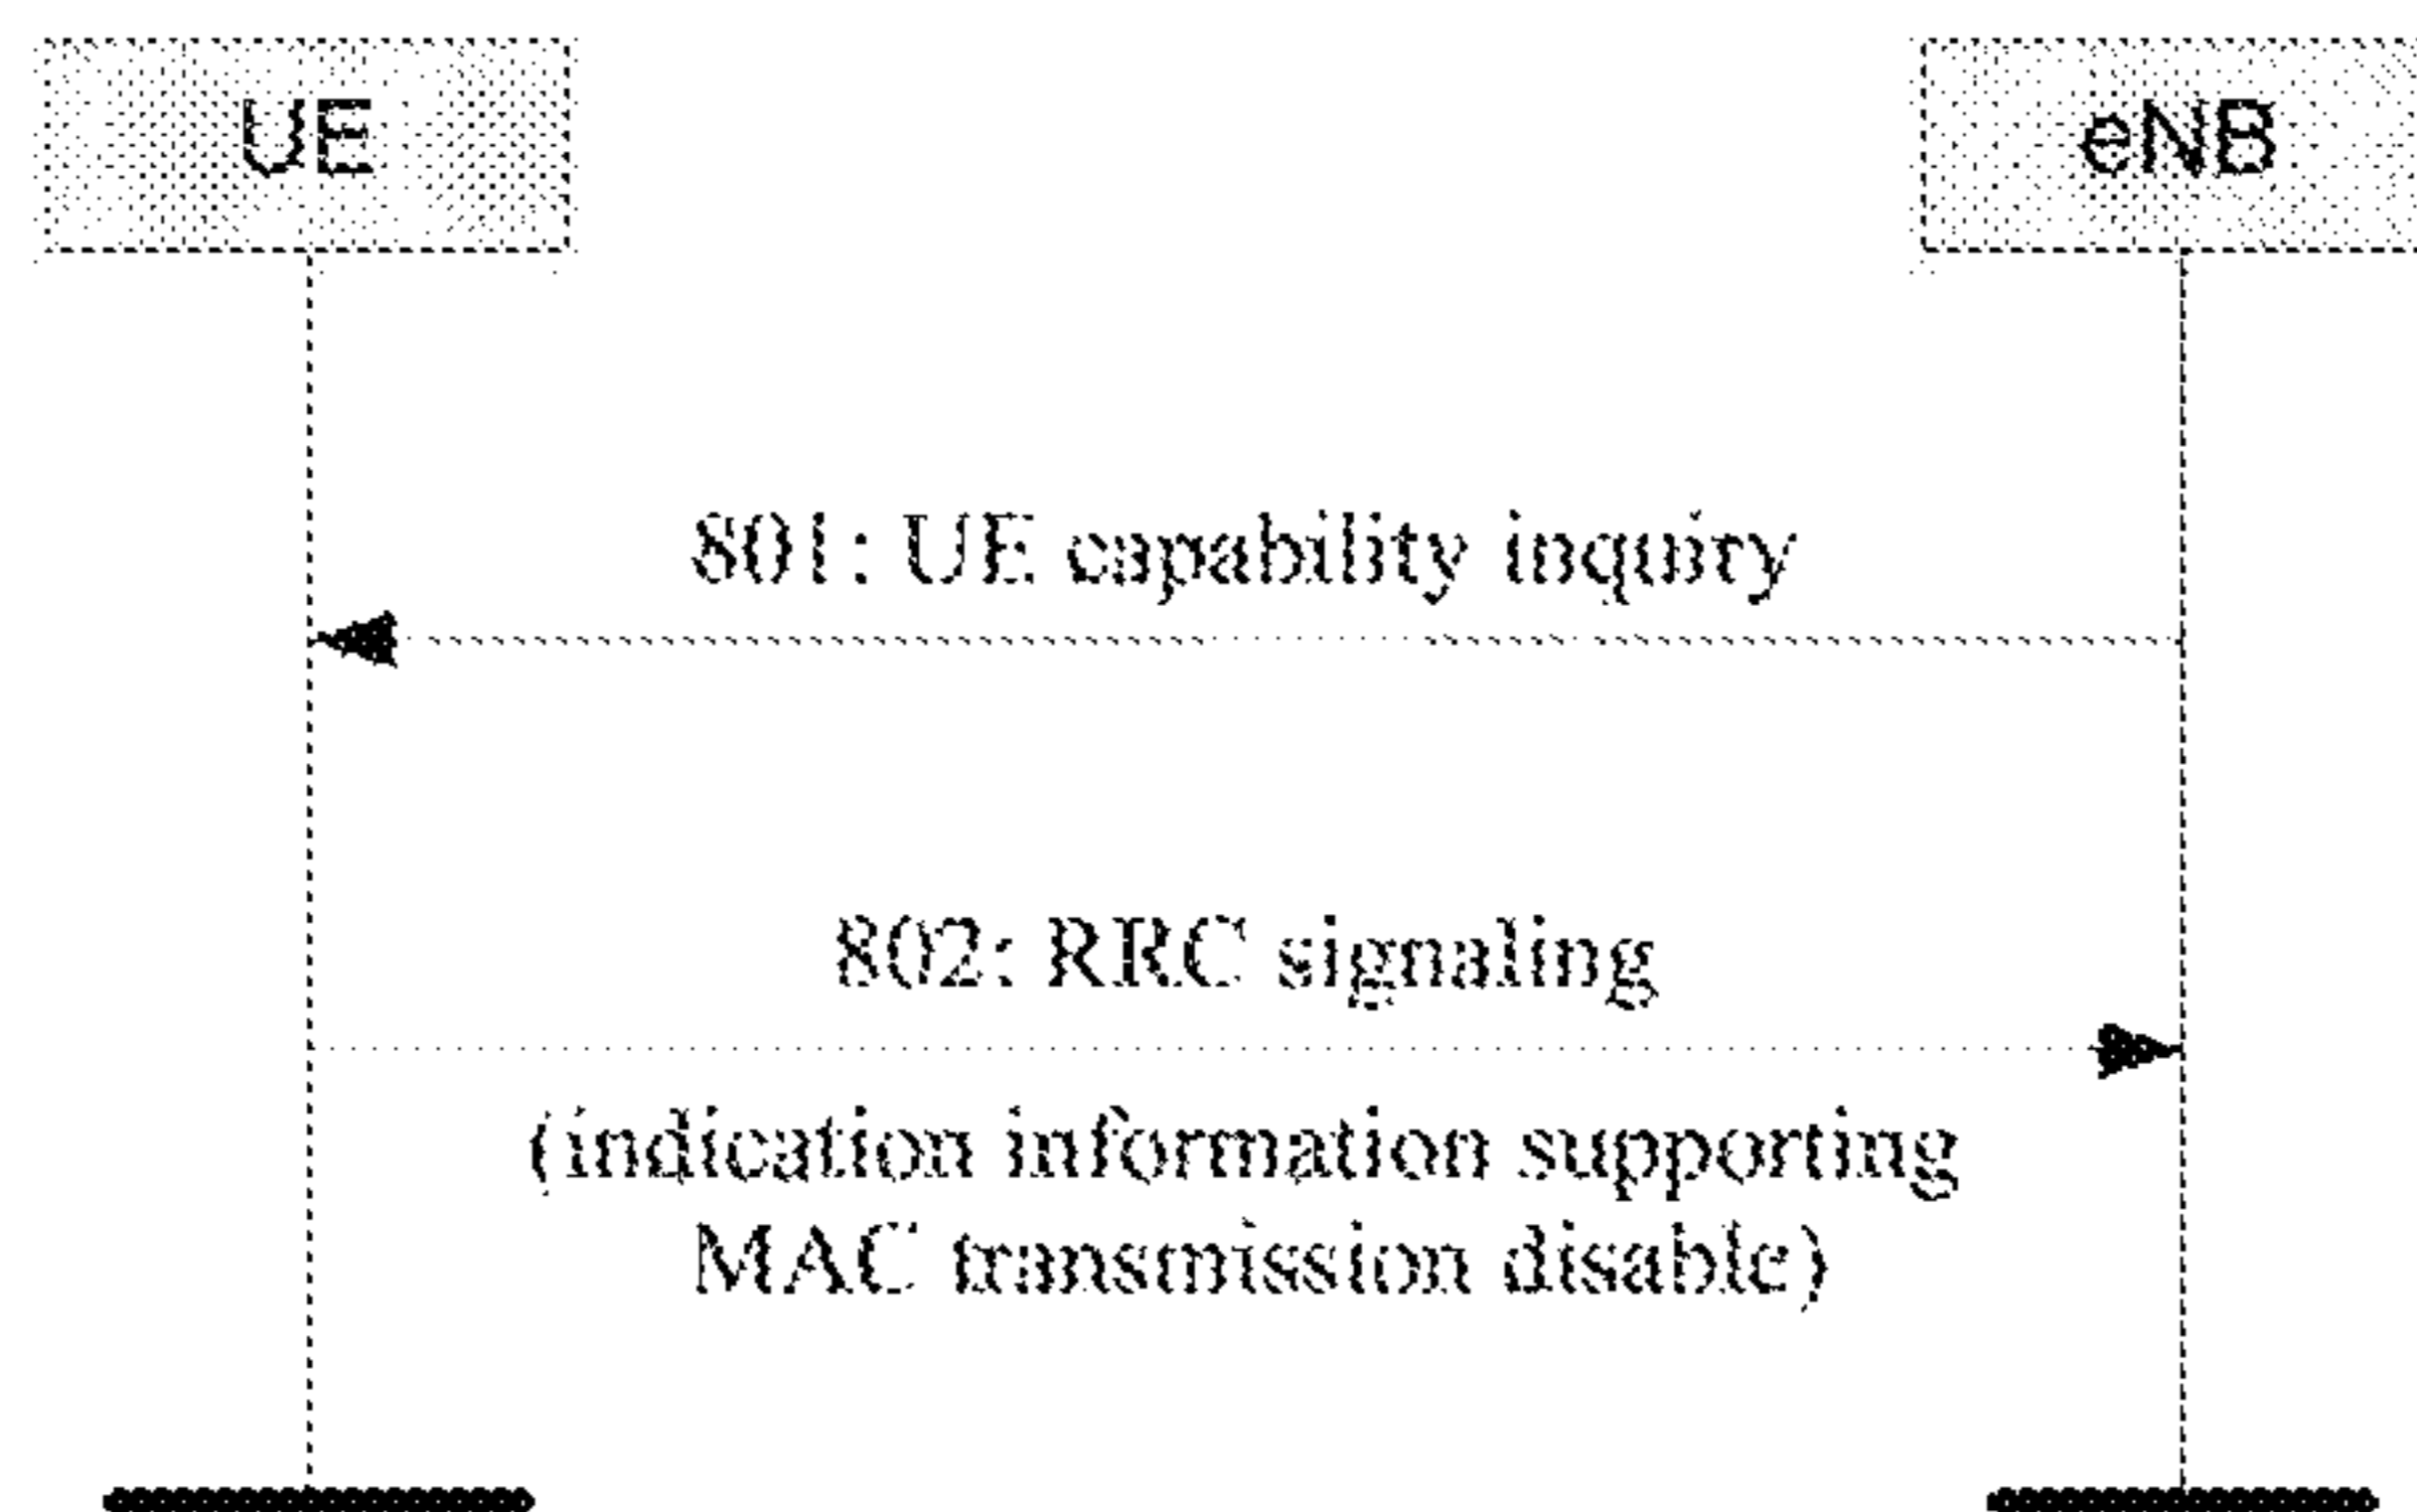 UE
eNB
801: UE capability inquiry
802: RRC signaling
(indication information supporting
MAC transmission disable)